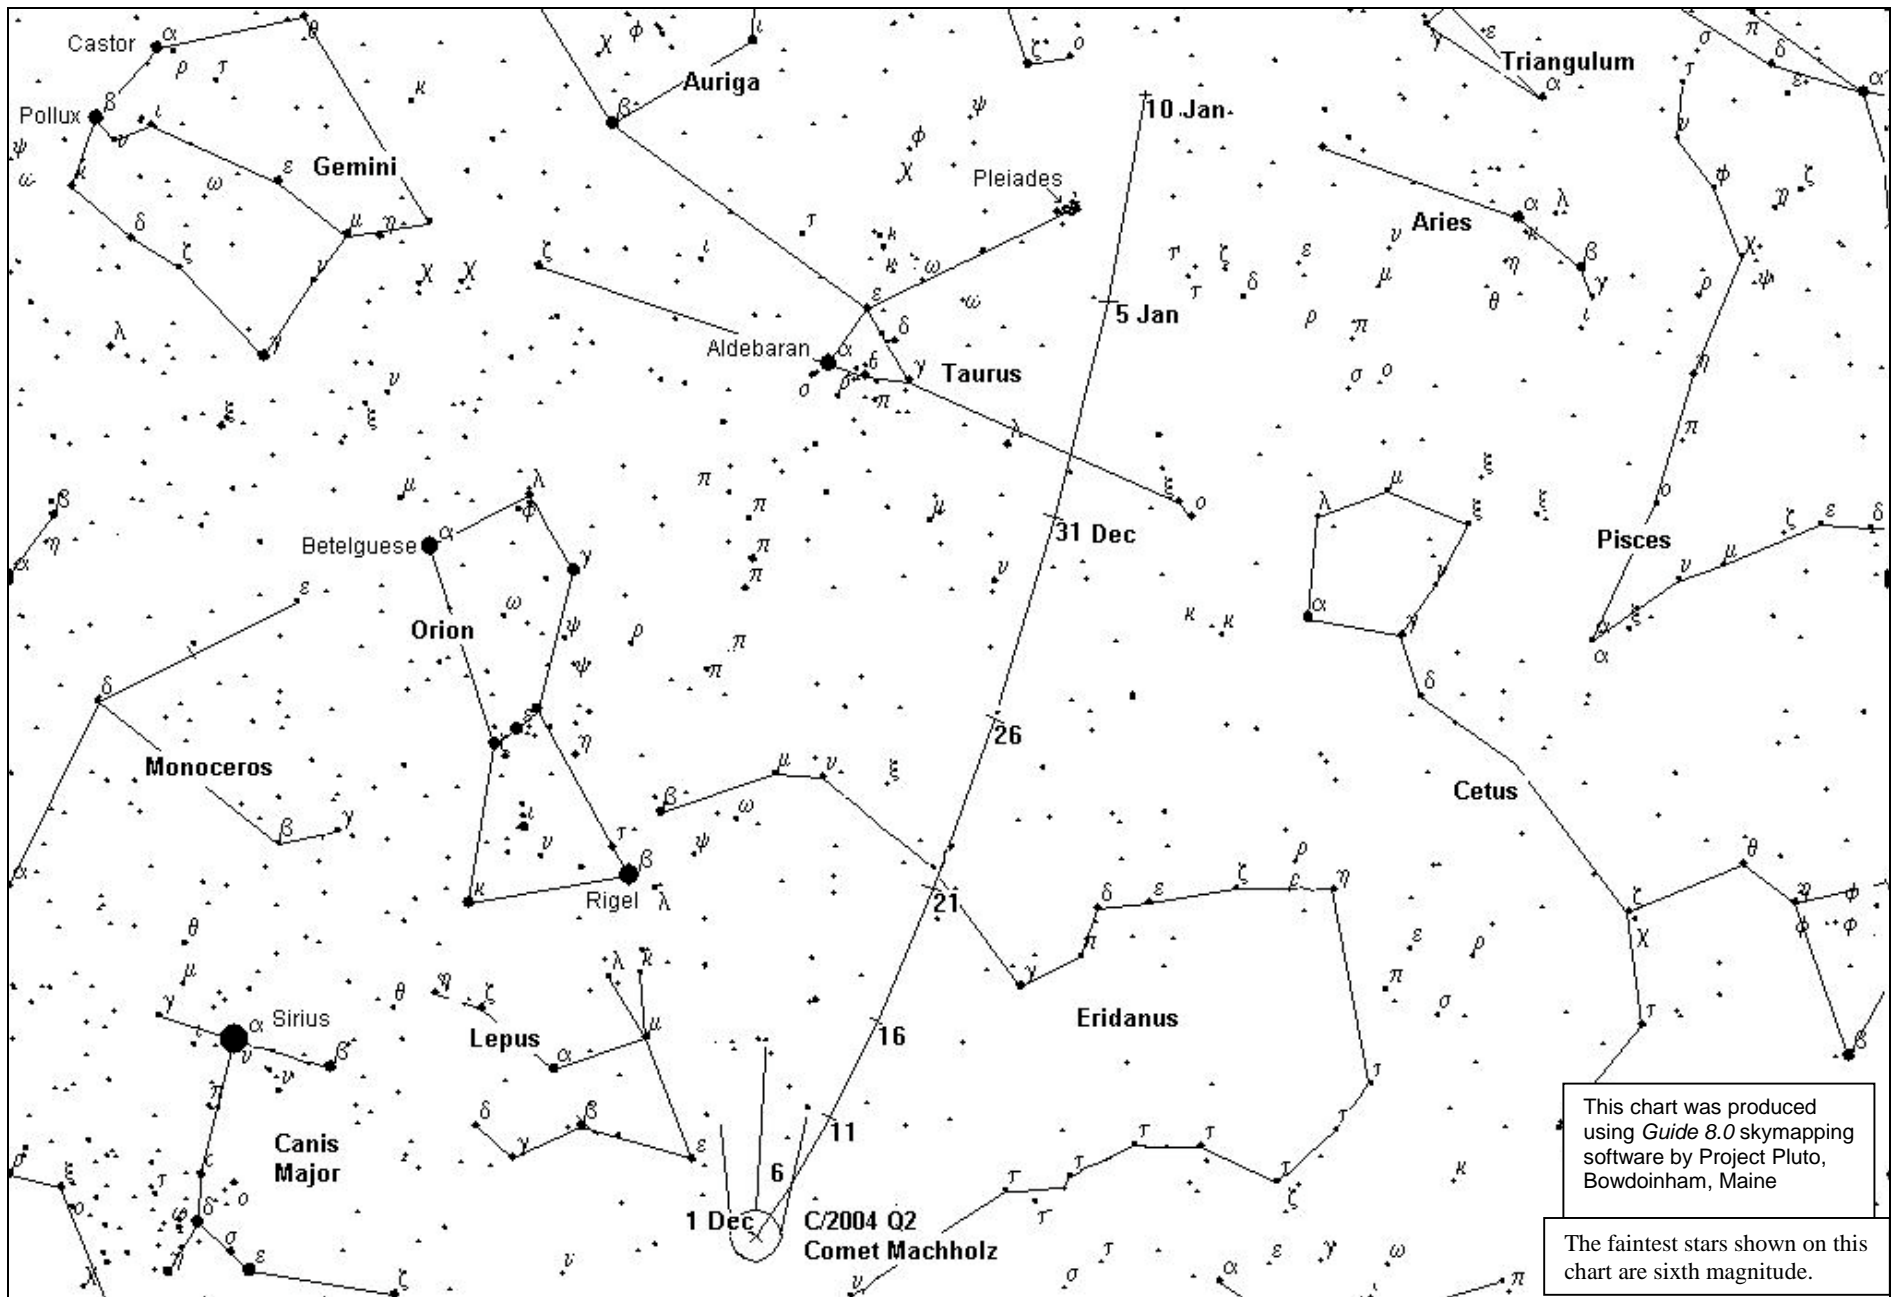 Castor
α
θ
ρ
τ
κ
Pollux
β
υ
ι
Gemini
ε
ω
κ
δ
ζ
μ
η
ν
γ
χ
χ
λ
ν
ξ
ξ
χ
φ
ι
Auriga
β
ζ
ο
ψ
φ
χ
10 Jan
Pleiades
τ
ι
ζ
κ
κ
ω
ω
ε
δ
Aldebaran
α
σ
ρ
π
γ
Taurus
5 Jan
λ
ξ
ο
31 Dec
γ
ε
Triangulum
α
Aries
α
λ
κ
β
γ
η
θ
ι
τ
ζ
ε
δ
τ
ν
μ
ρ
π
σ
ο
σ
π
δ
τ
ε
α
υ
φ
ζ
η
χ
ψ
ρ
η
π
ο
Pisces
ζ
ε
δ
ν
μ
α
ξ
α
ψ
ω
β
η
α
μ
Betelguese
α
λ
φ
γ
Orion
ω
ψ
ψ
ρ
π
π
π
π
π
π
μ
ν
ε
δ
Monoceros
β
γ
α
η
ι
υ
τ
β
Rigel
λ
κ
β
μ
ν
ω
ξ
ψ
26
21
16
11
6
1 Dec
κ
κ
λ
μ
ξ
ξ
ξ
ν
α
γ
δ
Cetus
ζ
θ
η
φ
φ
φ
φ
χ
τ
β
γ
π
δ
ε
ζ
ρ
ρ
η
ε
ρ
π
σ
Eridanus
τ
τ
τ
τ
τ
τ
τ
τ
ζ
κ
υ
τ
σ
α
ε
γ
ω
ι
π
θ
μ
γ
α
Sirius
ι
ν
ν
β
π
θ
η
ζ
Lepus
α
λ
κ
μ
δ
γ
β
ε
Canis
Major
σ
ξ
ο
τ
ο
δ
σ
η
ε
ζ
χ
υ
C/2004 Q2
Comet Machholz
This chart was produced
using Guide 8.0 skymapping
software by Project Pluto,
Bowdoinham, Maine
The faintest stars shown on this
chart are sixth magnitude.